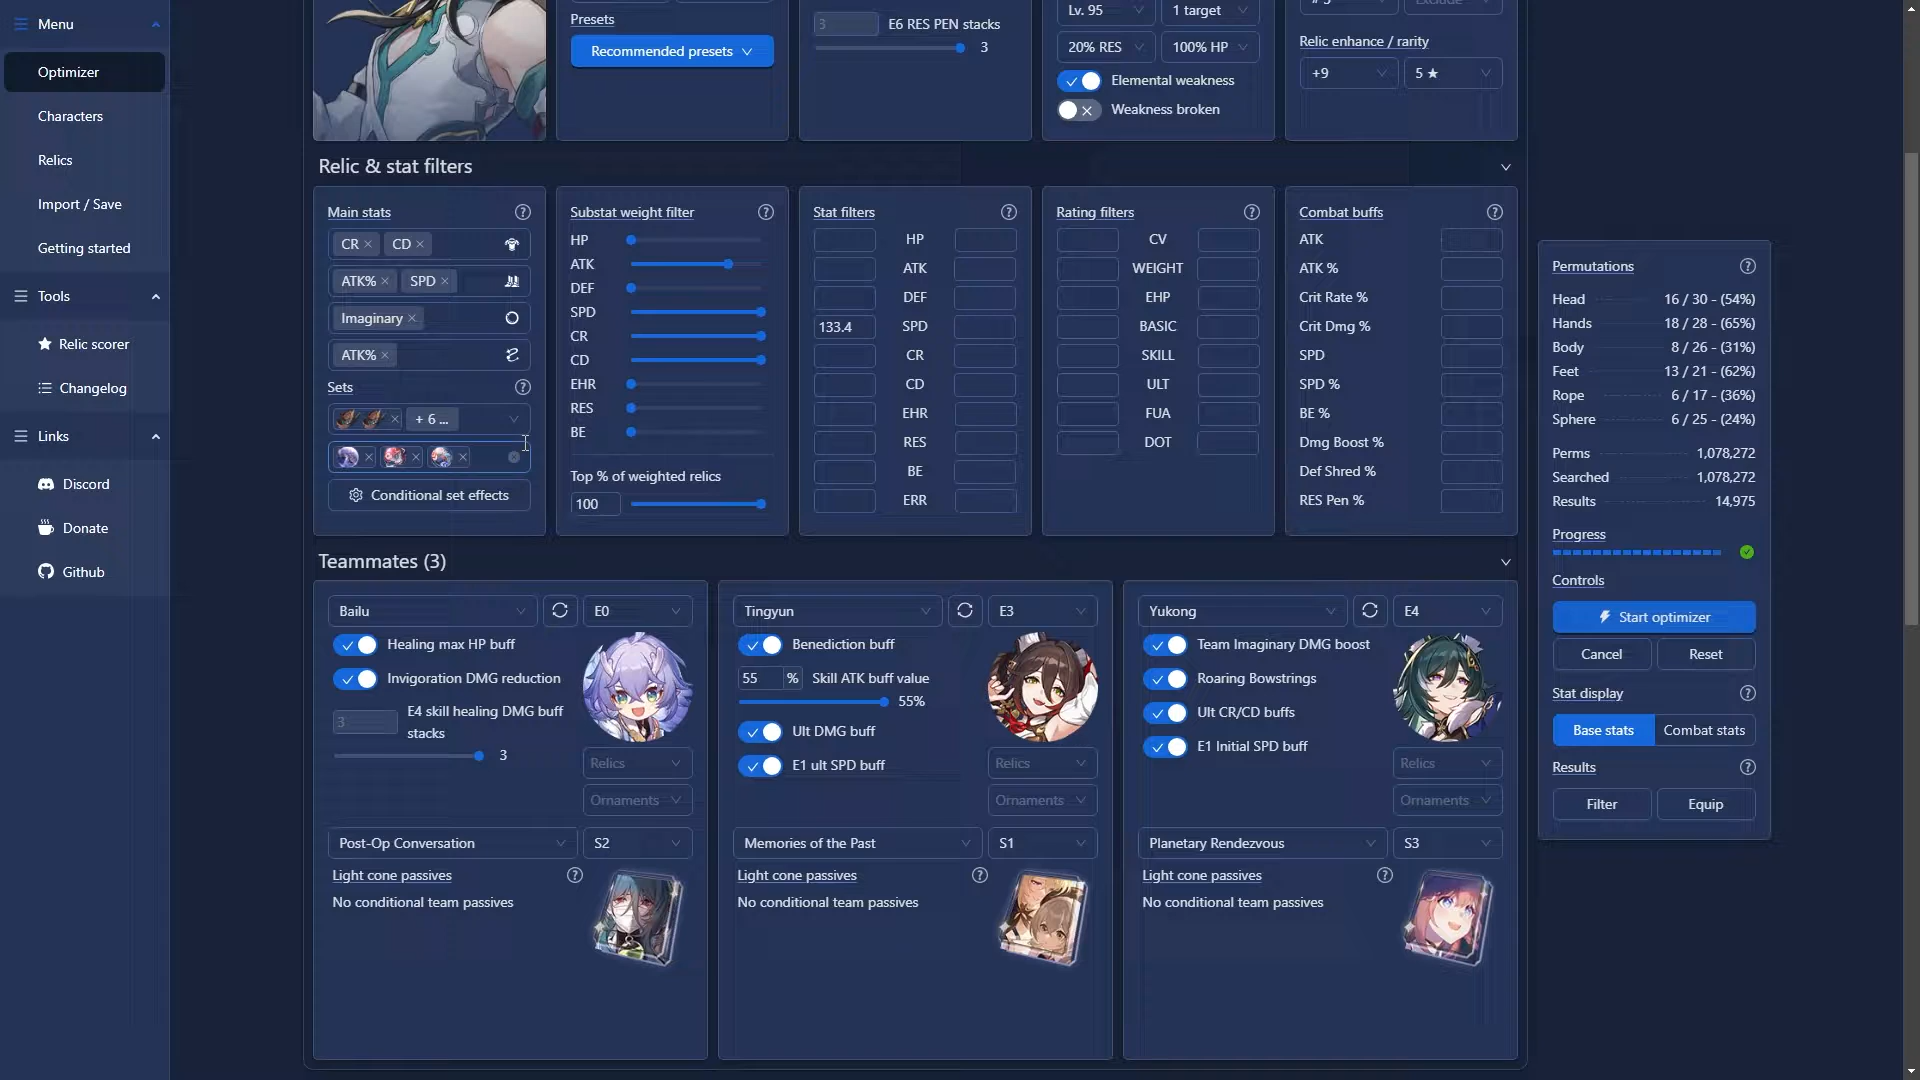 Menu
Optimizer
Characters
Relics
Import / Save
Getting started
Tools
Relic scorer
Changelog
Links
Discord
Donate
Github
Presets
Recommended presets
3 E6 RES PEN stacks
3
Lv. 95 1 target
20% RES 100% HP
Elemental weakness
Weakness broken
Relic enhance / rarity
+9 5 ★
Relic & stat filters
Main stats
CR CD
ATK% SPD
Imaginary
ATK%
Sets
+ 6 ...
Conditional set effects
Substat weight filter
HP
ATK
DEF
SPD
CR
CD
EHR
RES
BE
Top % of weighted relics
100
Stat filters
HP
ATK
DEF
133.4 SPD
CR
CD
EHR
RES
BE
ERR
Rating filters
CV
WEIGHT
EHP
BASIC
SKILL
ULT
FUA
DOT
Combat buffs
ATK
ATK %
Crit Rate %
Crit Dmg %
SPD
SPD %
BE %
Dmg Boost %
Def Shred %
RES Pen %
Teammates (3)
Bailu E0
Healing max HP buff
Invigoration DMG reduction
3 E4 skill healing DMG buff
stacks
3
Relics
Ornaments
Post-Op Conversation S2
Light cone passives
No conditional team passives
Tingyun E3
Benediction buff
55 % Skill ATK buff value
55%
Ult DMG buff
E1 ult SPD buff
Relics
Ornaments
Memories of the Past S1
Light cone passives
No conditional team passives
Yukong E4
Team Imaginary DMG boost
Roaring Bowstrings
Ult CR/CD buffs
E1 Initial SPD buff
Relics
Ornaments
Planetary Rendezvous S3
Light cone passives
No conditional team passives
Permutations
Head 16 / 30 - (54%)
Hands 18 / 28 - (65%)
Body 8 / 26 - (31%)
Feet 13 / 21 - (62%)
Rope 6 / 17 - (36%)
Sphere 6 / 25 - (24%)
Perms 1,078,272
Searched 1,078,272
Results 14,975
Progress
Controls
Start optimizer
Cancel Reset
Stat display
Base stats Combat stats
Results
Filter Equip